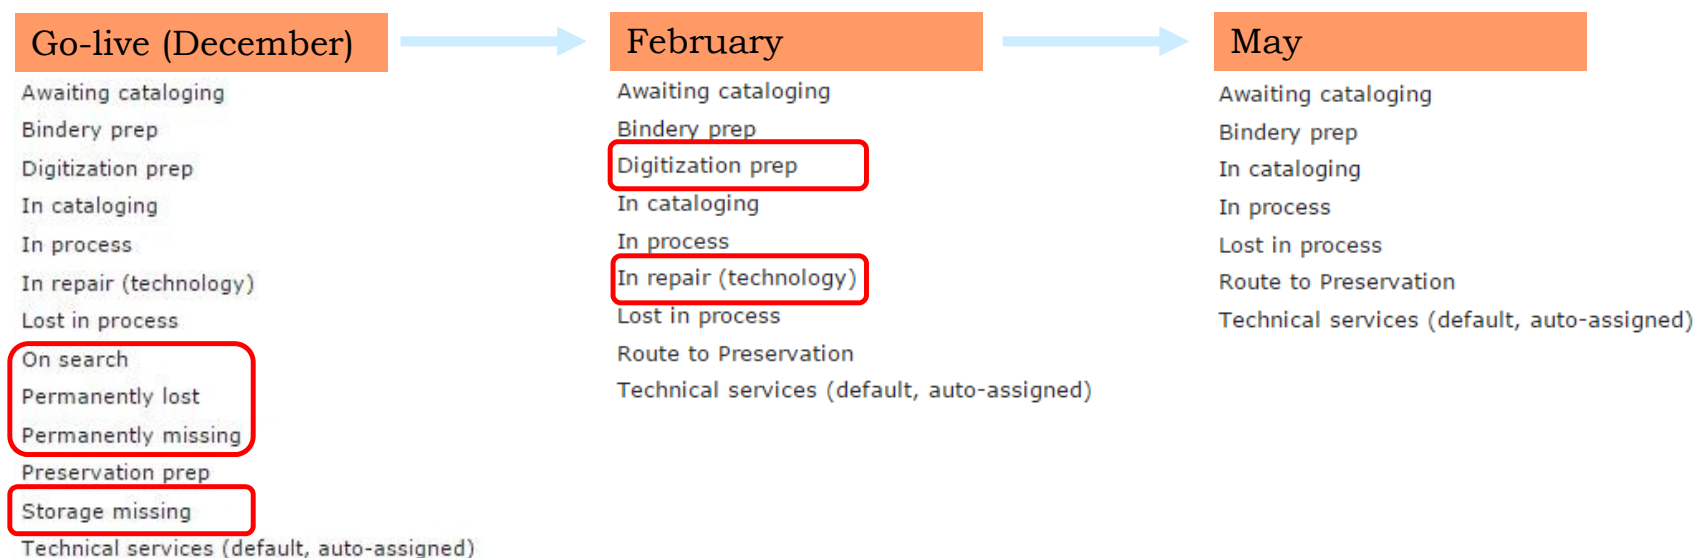 Go-live (December)
Awaiting cataloging
Bindery prep
Digitization prep
In cataloging
In process
In repair (technology)
Lost in process
On search
Permanently lost
Permanently missing
Preservation prep
Storage missing
Technical services (default, auto-assigned)
February
Awaiting cataloging
Bindery prep
Digitization prep
In cataloging
In process
In repair (technology)
Lost in process
Route to Preservation
Technical services (default, auto-assigned)
May
Awaiting cataloging
Bindery prep
In cataloging
In process
Lost in process
Route to Preservation
Technical services (default, auto-assigned)